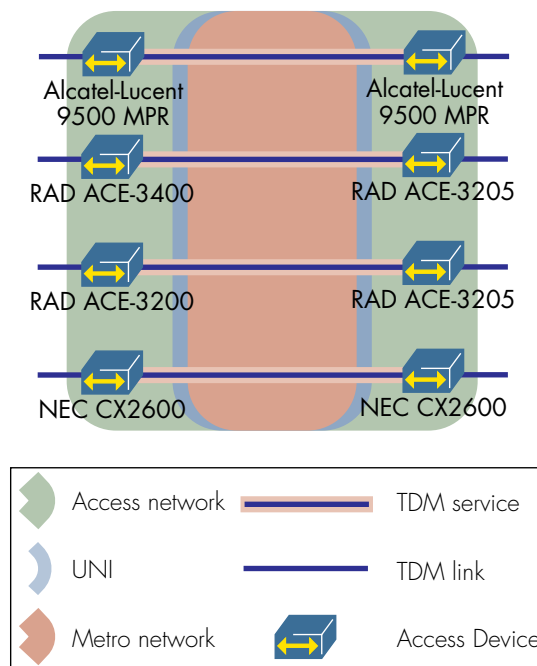 Alcatel-Lucent
9500 MPR
Alcatel-Lucent
9500 MPR
RAD ACE-3400
RAD ACE-3205
RAD ACE-3200
RAD ACE-3205
NEC CX2600
NEC CX2600
Access network
TDM service
UNI
TDM link
Metro network
Access Device